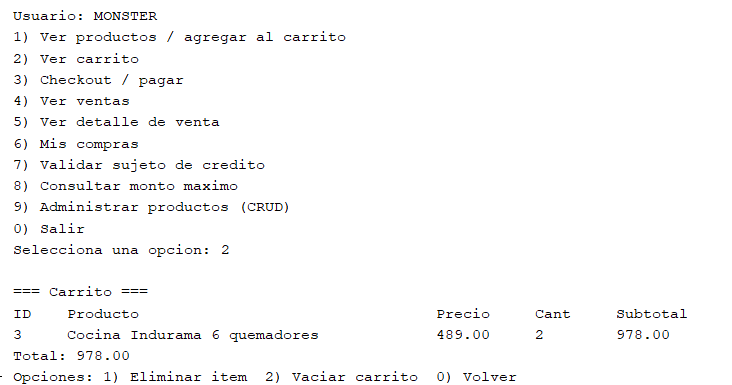 Usuario: MONSTER
1) Ver productos / agregar al carrito
2) Ver carrito
3) Checkout / pagar
4) Ver ventas
5) Ver detalle de venta
6) Mis compras
7) Validar sujeto de credito
8) Consultar monto maximo
9) Administrar productos (CRUD)
0) Salir
Selecciona una opcion: 2
=== Carrito ===
ID Producto Precio Cant Subtotal
3 Cocina Indurama 6 quemadores 489.00 2 978.00
Total: 978.00
Opciones: 1) Eliminar item 2) Vaciar carrito 0) Volver